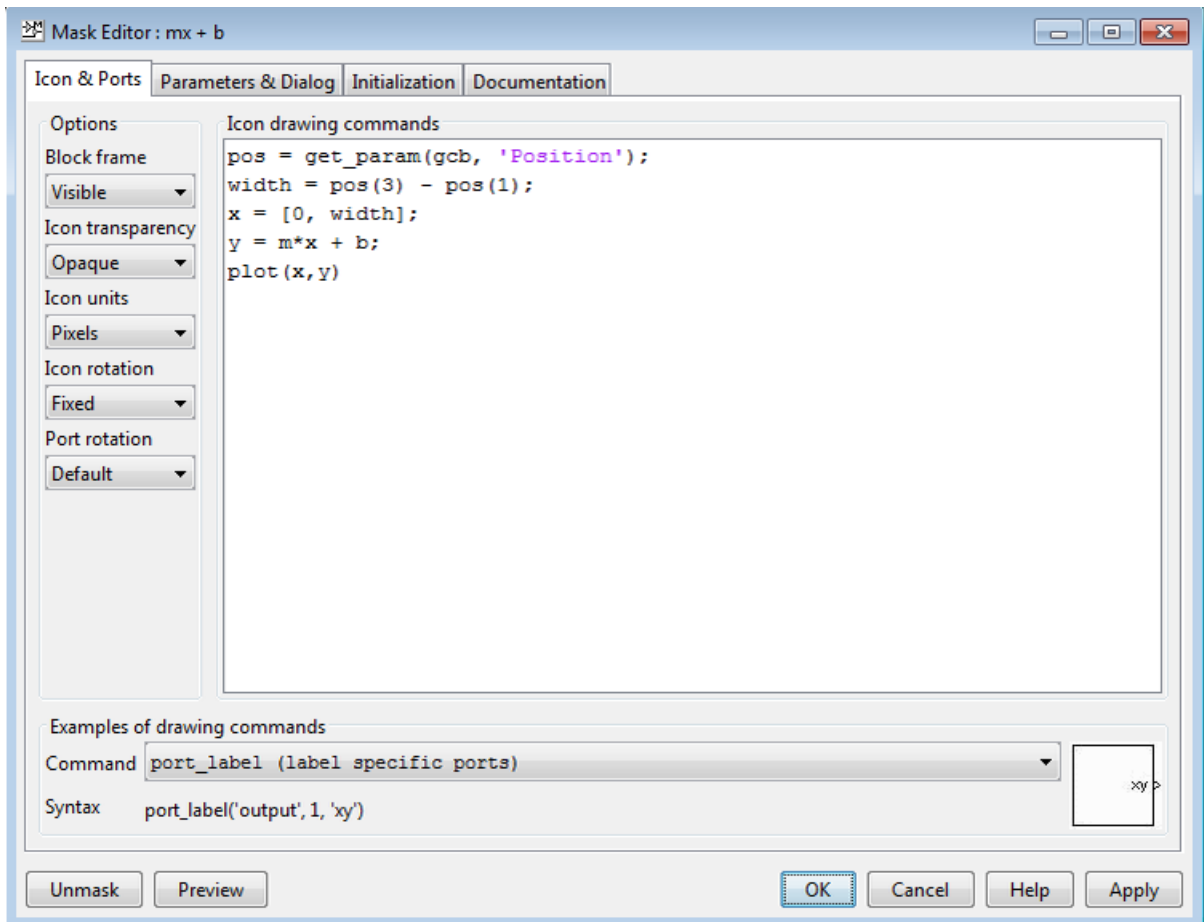 Mask Editor : mx + b
Icon & Ports Parameters & Dialog Initialization Documentation
Options
Block frame
Visible
Icon transparency
Opaque
Icon units
Pixels
Icon rotation
Fixed
Port rotation
Default
Icon drawing commands
pos = get_param(gcb, 'Position');
width = pos(3) - pos(1);
x = [0, width];
y = m*x + b;
plot(x,y)
Examples of drawing commands
Command port_label (label specific ports)
Syntax port_label('output', 1, 'xy')
xy
Unmask Preview OK Cancel Help Apply